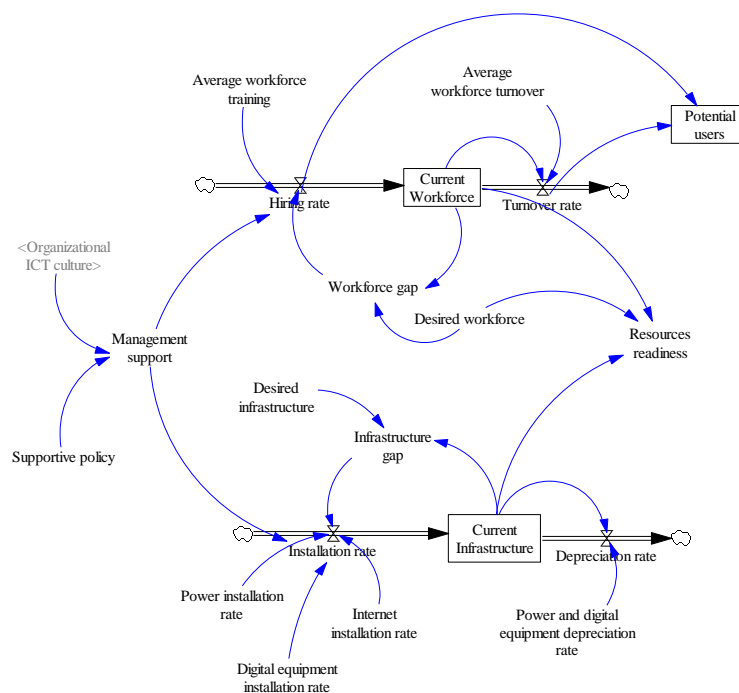 Average workforce
training
Average
workforce turnover
Potential
users
Current
Workforce
Hiring rate
Turnover rate
<Organizational
ICT culture>
Workforce gap
Desired workforce
Management
support
Resources
readiness
Desired
infrastructure
Infrastructure
gap
Supportive policy
Current
Infrastructure
Installation rate
Depreciation rate
Power installation
rate
Internet
installation rate
Power and digital
equipment depreciation
rate
Digital equipment
installation rate